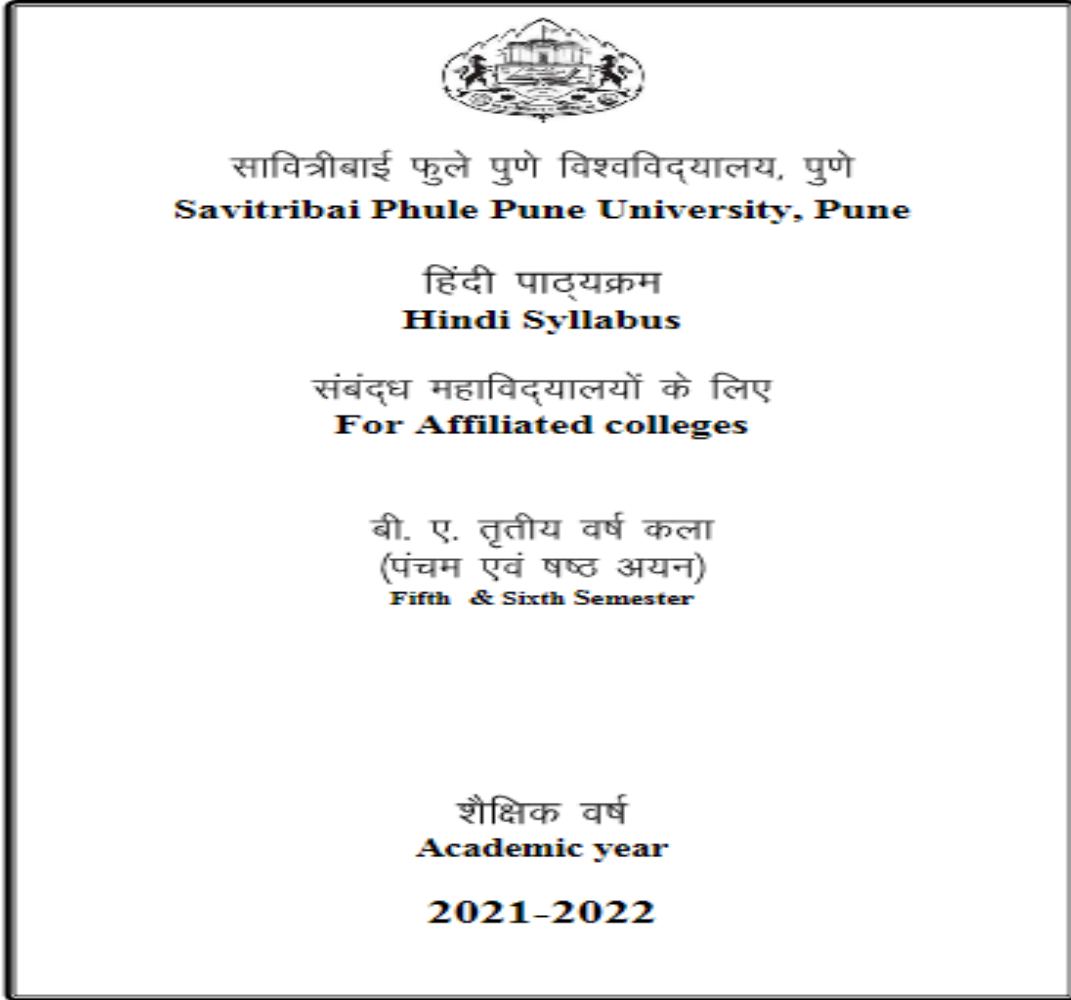 सावित्रीबाई फुले पुणे विश्वविद्‌यालय, पुणे
Savitribai Phule Pune University, Pune
हिंदी पाठ्‌यक्रम
Hindi Syllabus
संबंद्‌ध महाविद्‌यालयों के लिए
For Affiliated colleges
बी. ए. तृतीय वर्ष कला
(पंचम एवं षष्ठ अयन)
Fifth & Sixth Semester
शैक्षिक वर्ष
Academic year
2021-2022